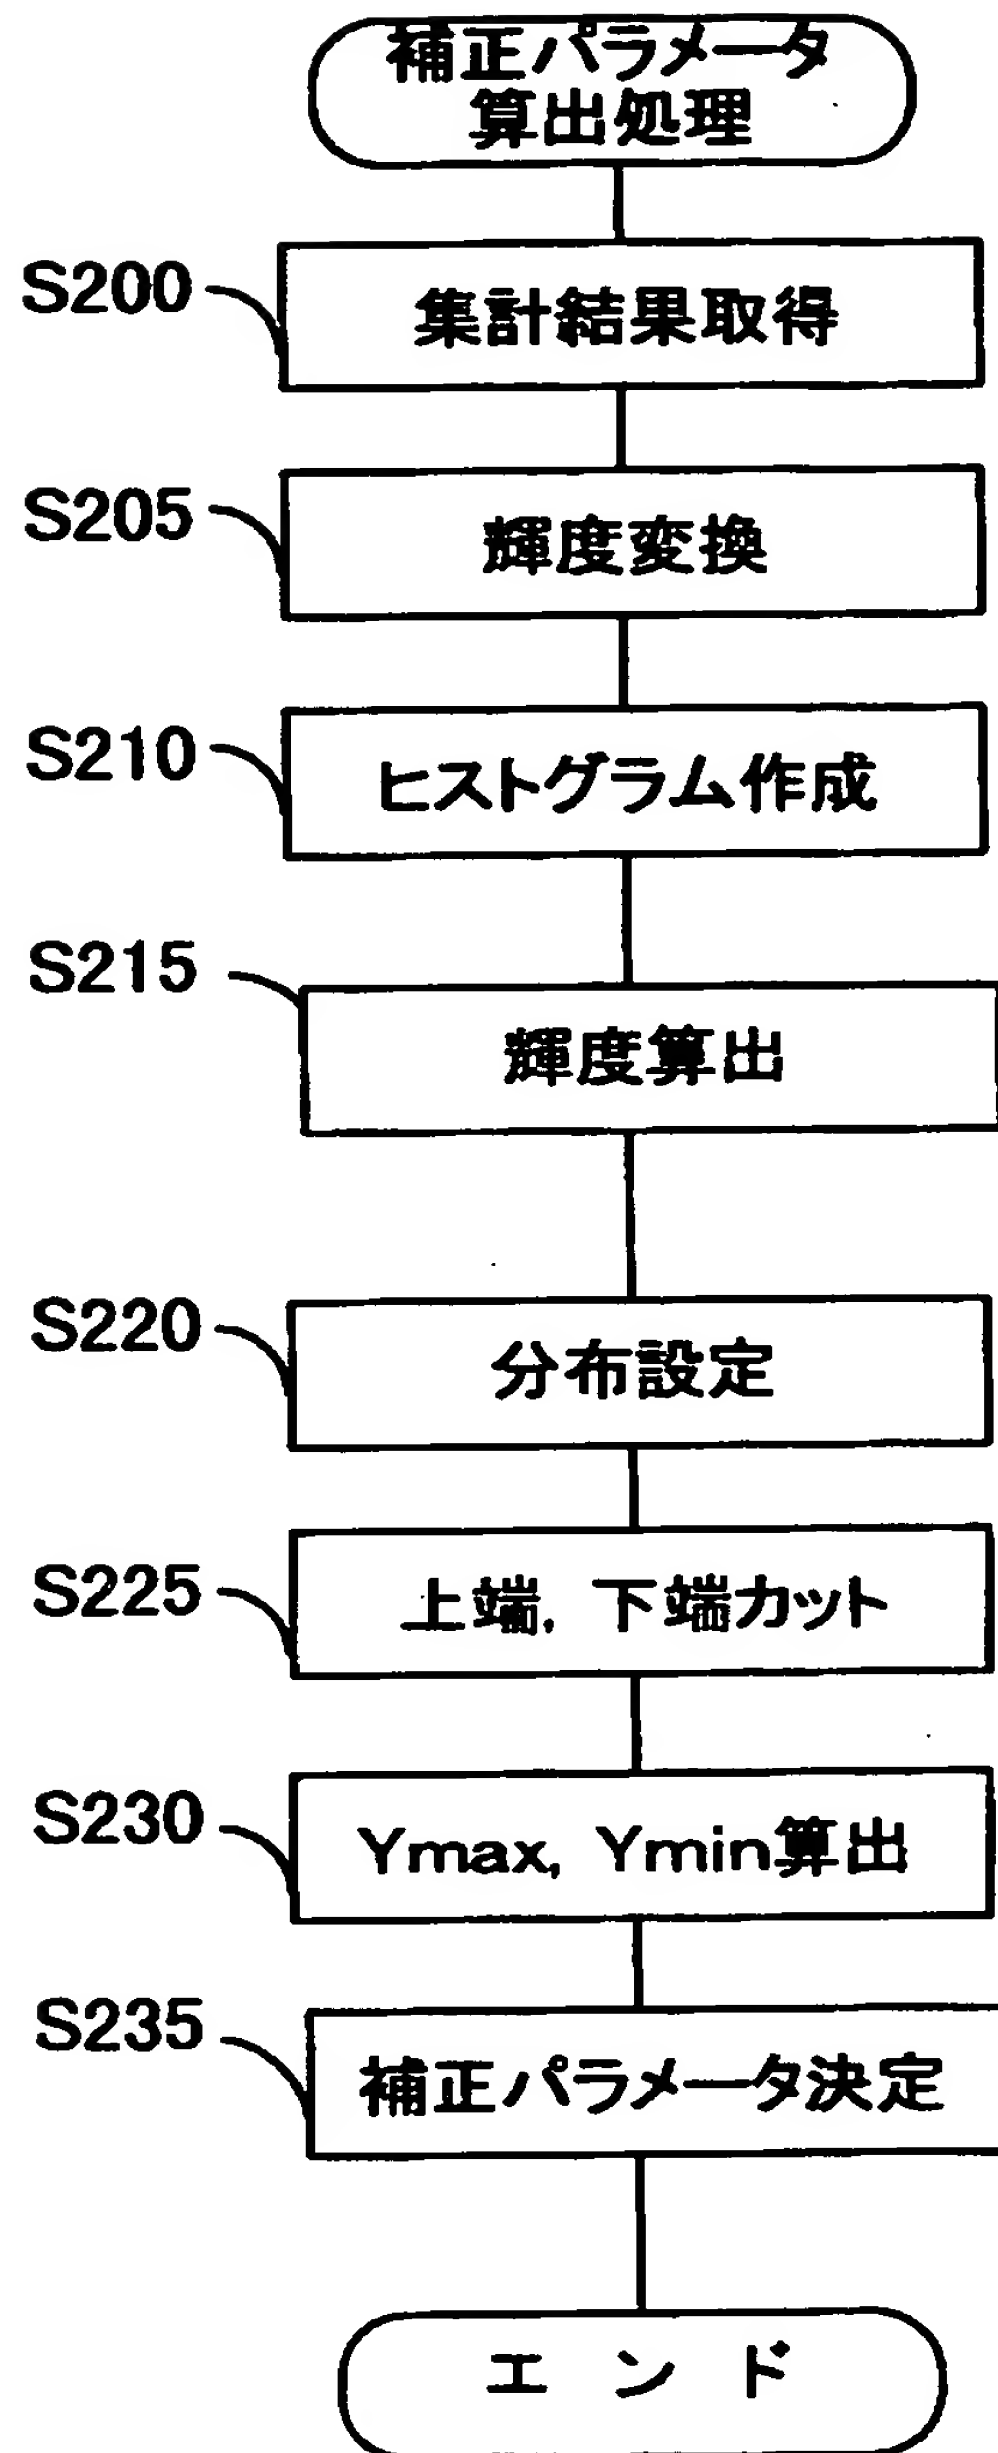 補正パラメータ
算出処理
S200
集計結果取得
S205
輝度変換
S210
ヒストグラム作成
S215
輝度算出
S220
分布設定
S225
上端, 下端カット
S230
Ymax, Ymin算出
S235
補正パラメータ決定
エンド